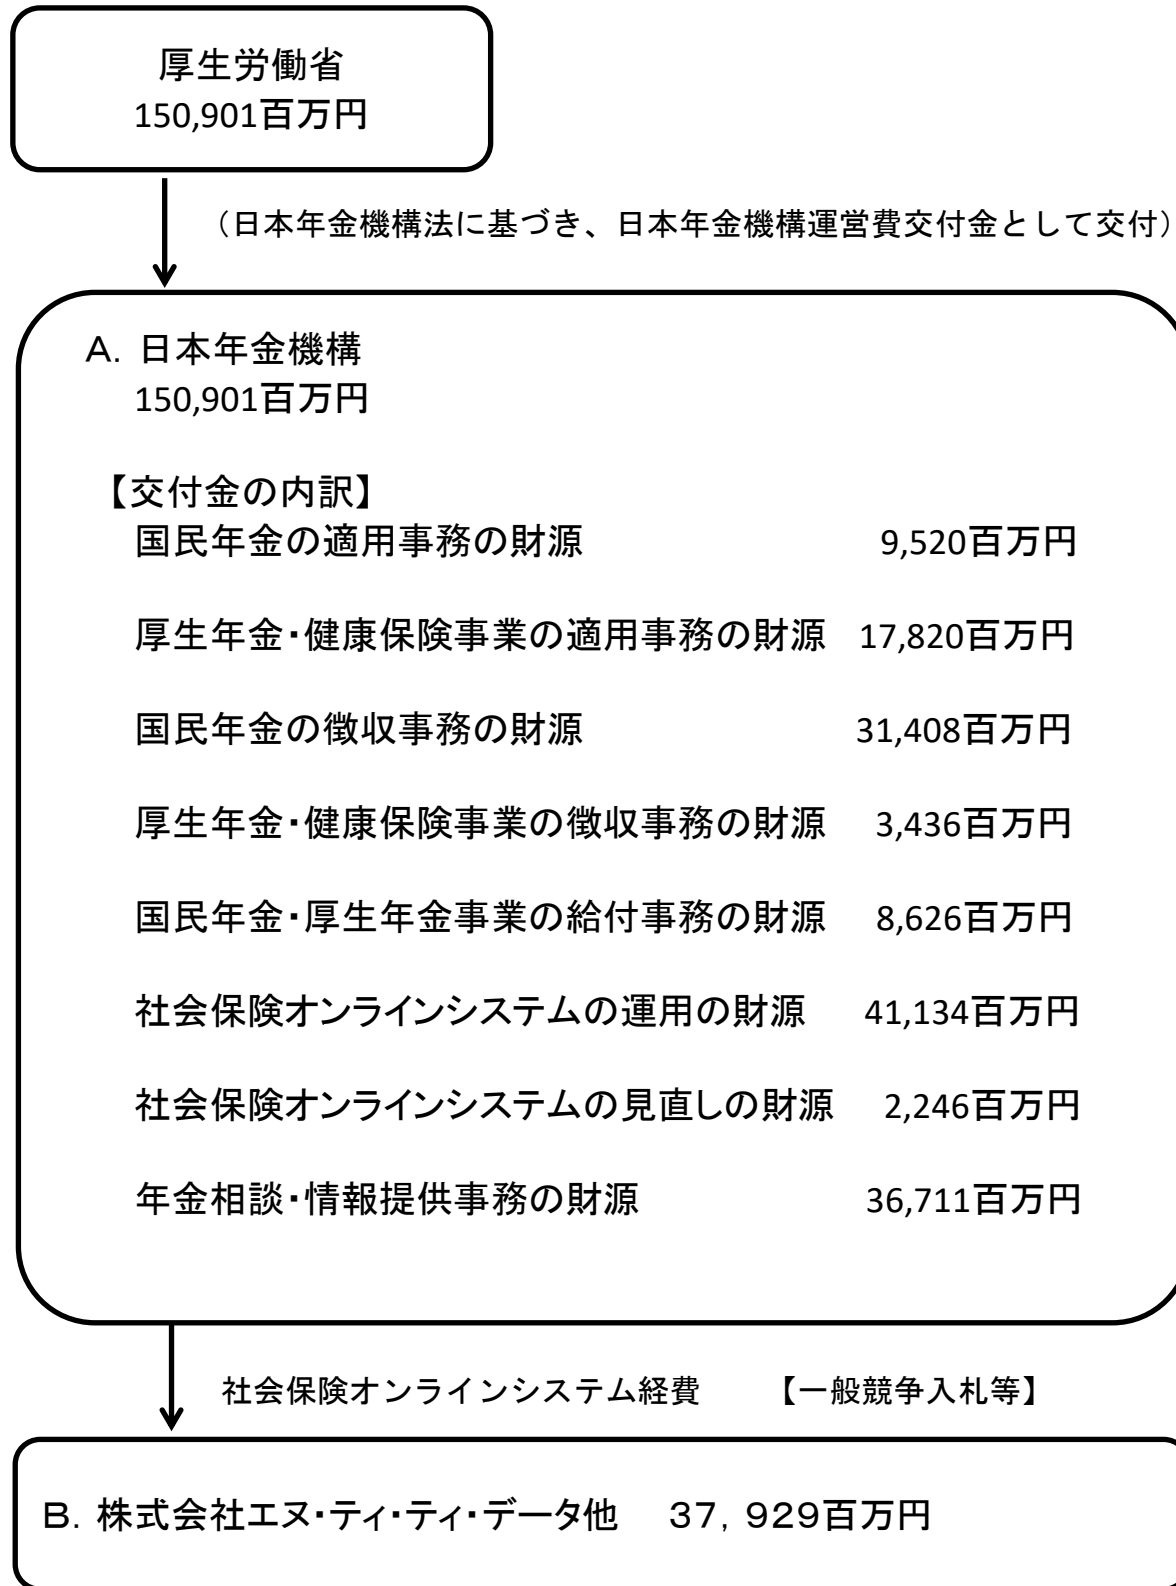 厚生労働省
150,901百万円
（日本年金機構法に基づき、日本年金機構運営費交付金として交付）
Ａ．日本年金機構
150,901百万円
【交付金の内訳】
国民年金の適用事務の財源 9,520百万円
厚生年金・健康保険事業の適用事務の財源 17,820百万円
国民年金の徴収事務の財源 31,408百万円
厚生年金・健康保険事業の徴収事務の財源 3,436百万円
国民年金・厚生年金事業の給付事務の財源 8,626百万円
社会保険オンラインシステムの運用の財源 41,134百万円
社会保険オンラインシステムの見直しの財源 2,246百万円
年金相談・情報提供事務の財源 36,711百万円
社会保険オンラインシステム経費 【一般競争入札等】
Ｂ．株式会社エヌ・ティ・ティ・データ他 ３７，９２９百万円